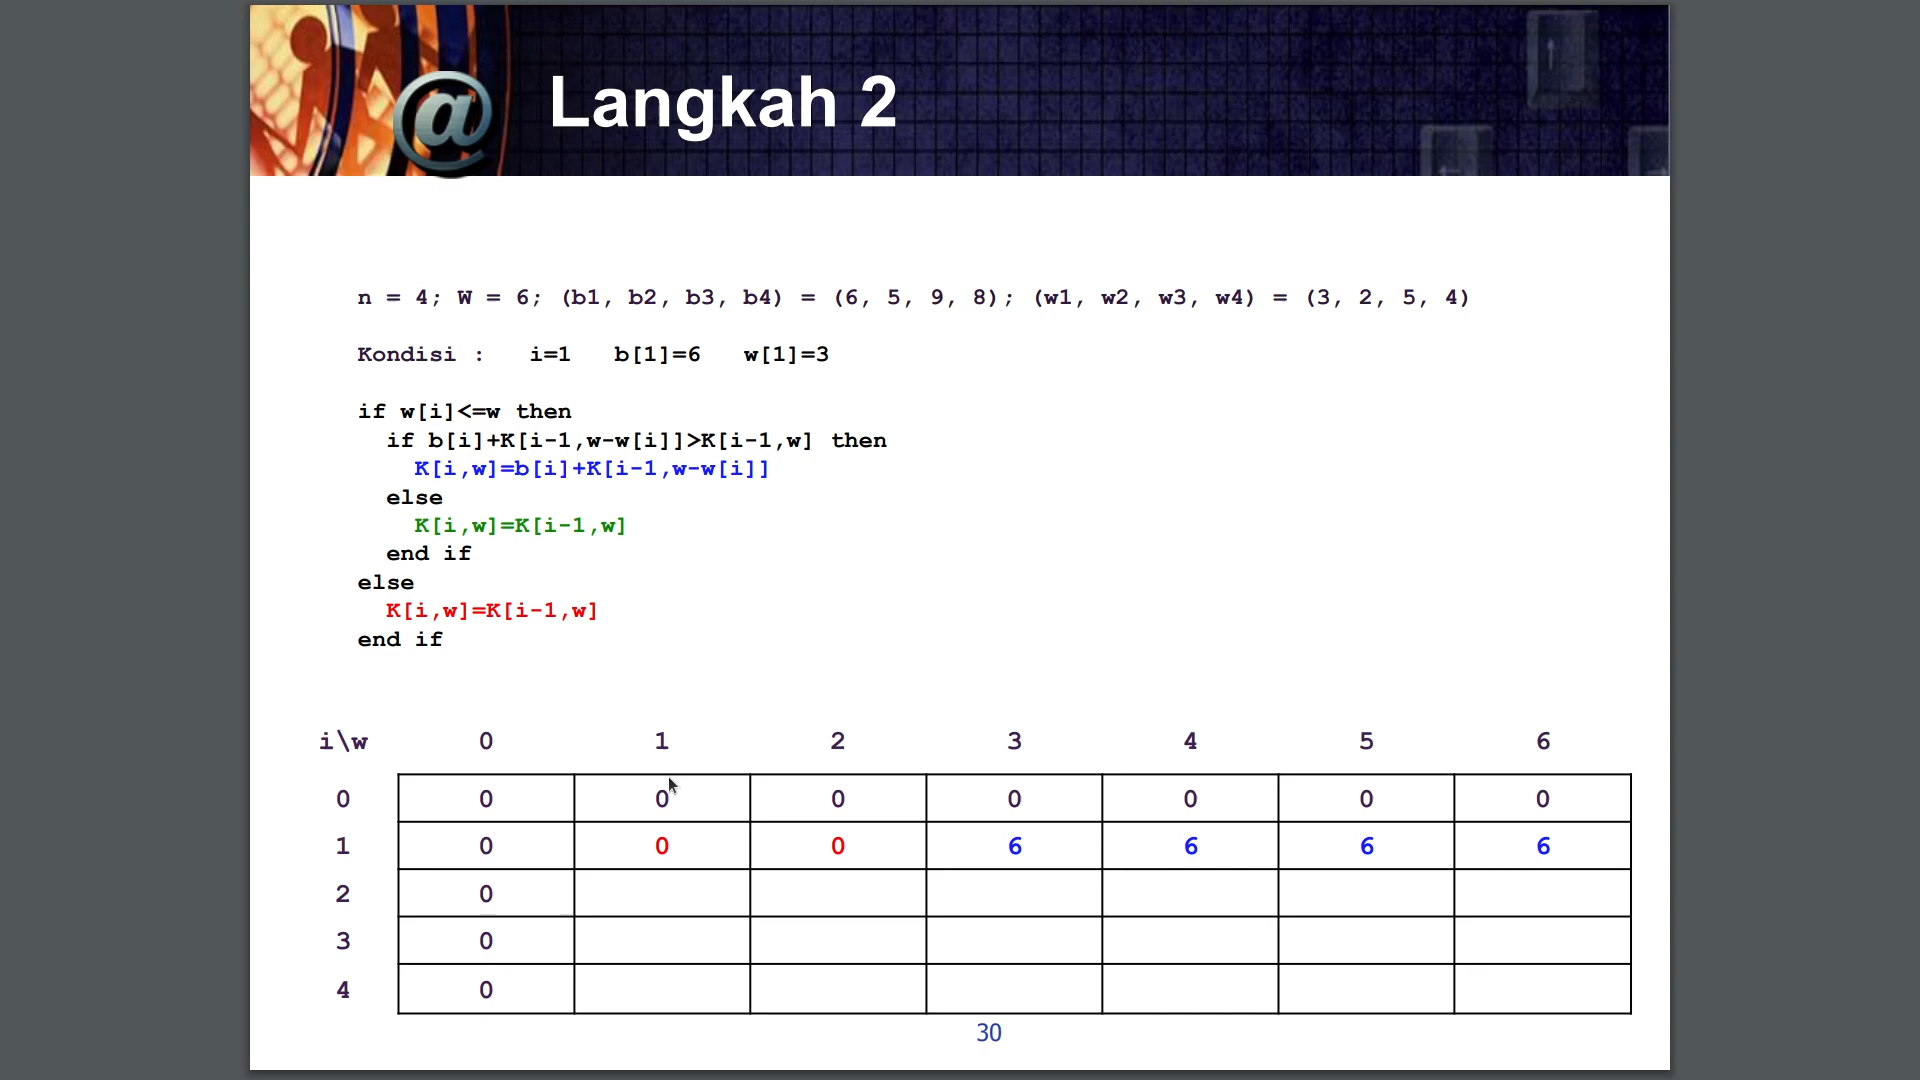 @ Langkah 2
n = 4; W = 6; (b1, b2, b3, b4) = (6, 5, 9, 8); (w1, w2, w3, w4) = (3, 2, 5, 4)
Kondisi : i=1 b[1]=6 w[1]=3
if w[i]<=w then
if b[i]+K[i-1,w-w[i]]>K[i-1,w] then
K[i,w]=b[i]+K[i-1,w-w[i]]
else
K[i,w]=K[i-1,w]
end if
else
K[i,w]=K[i-1,w]
end if
i\w 0 1 2 3 4 5 6
0 0 0 0 0 0 0 0
1 0 0 0 6 6 6 6
2 0
3 0
4 0
30